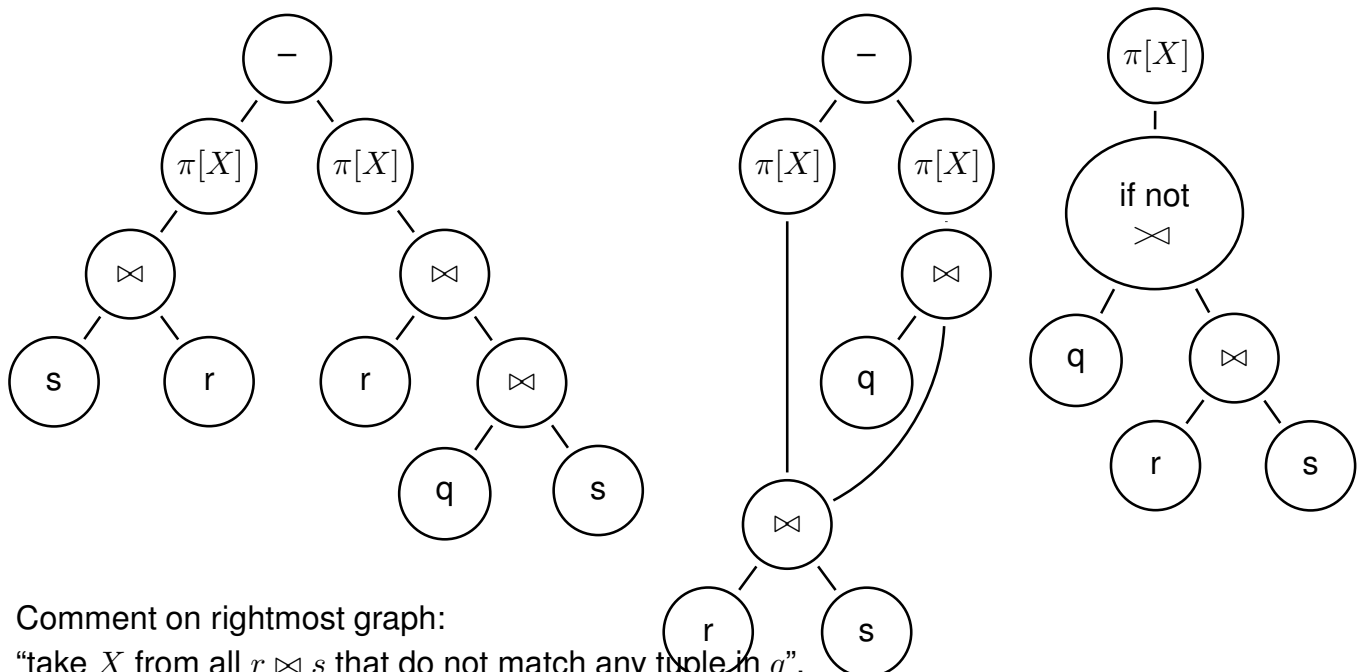 −
π[X] π[X]
⋈ ⋈
s r r ⋈
q s
−
π[X] π[X]
⋈
q
⋈
r s
π[X]
if not
⋊
q ⋈
r s
Comment on rightmost graph:
“take X from all r ⋈ s that do not match any tuple in q”.